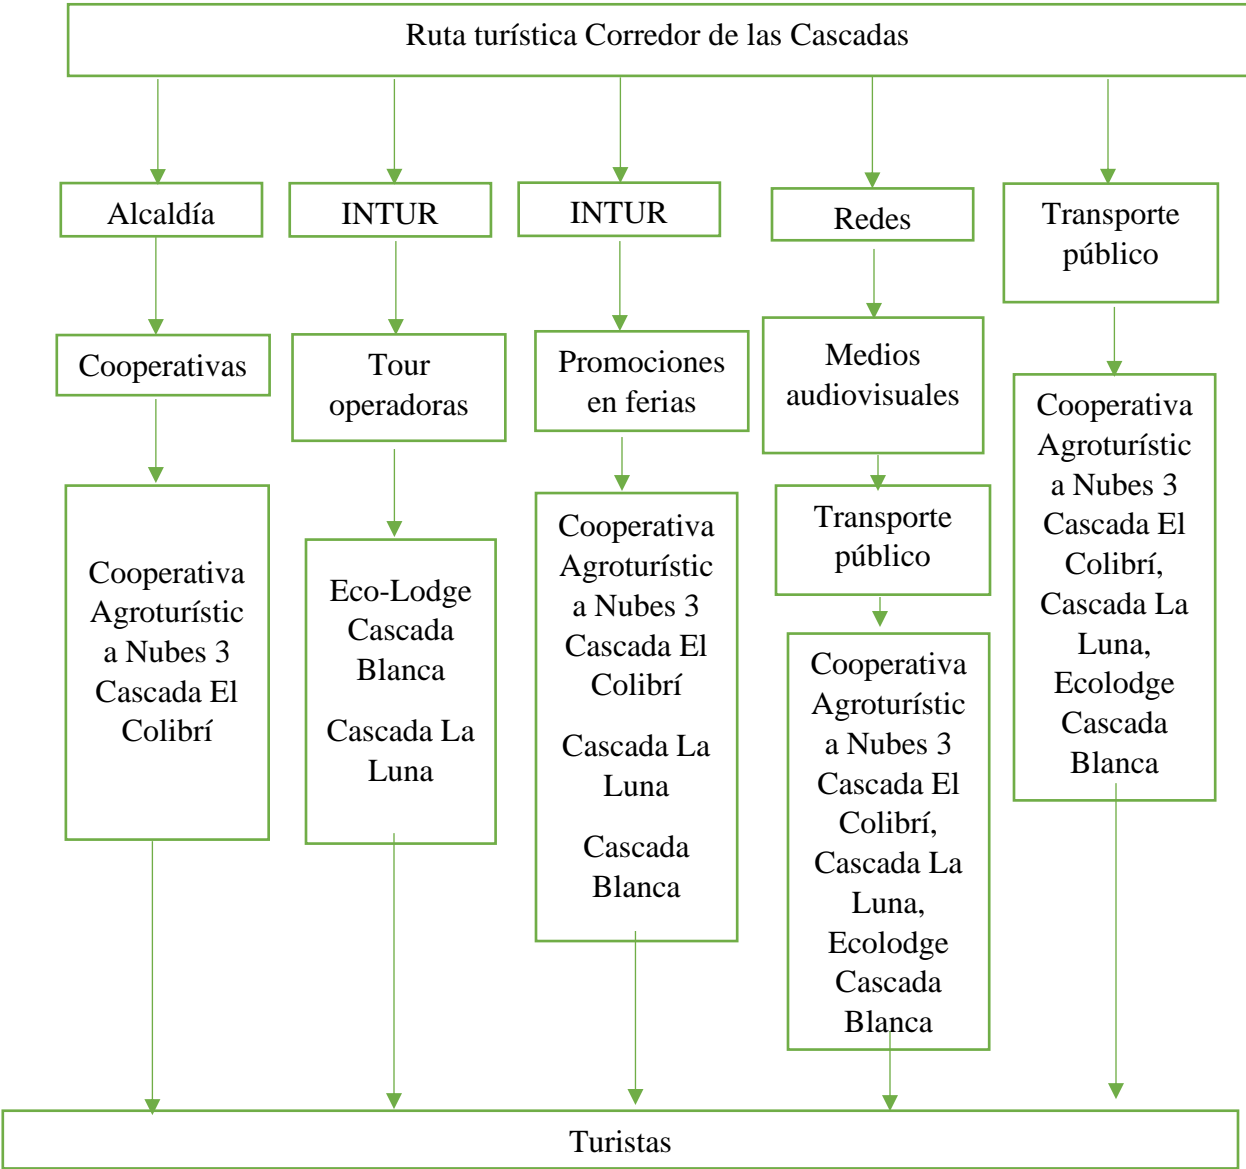 Ruta turística Corredor de las Cascadas
Alcaldía
INTUR
INTUR
Redes
Transporte
público
Cooperativas
Tour
operadoras
Promociones
en ferias
Medios
audiovisuales
Transporte
público
Cooperativa
Agroturístic
a Nubes 3
Cascada El
Colibrí
Eco-Lodge
Cascada
Blanca
Cascada La
Luna
Cooperativa
Agroturístic
a Nubes 3
Cascada El
Colibrí
Cascada La
Luna
Cascada
Blanca
Cooperativa
Agroturístic
a Nubes 3
Cascada El
Colibrí,
Cascada La
Luna,
Ecolodge
Cascada
Blanca
Cooperativa
Agroturístic
a Nubes 3
Cascada El
Colibrí,
Cascada La
Luna,
Ecolodge
Cascada
Blanca
Turistas